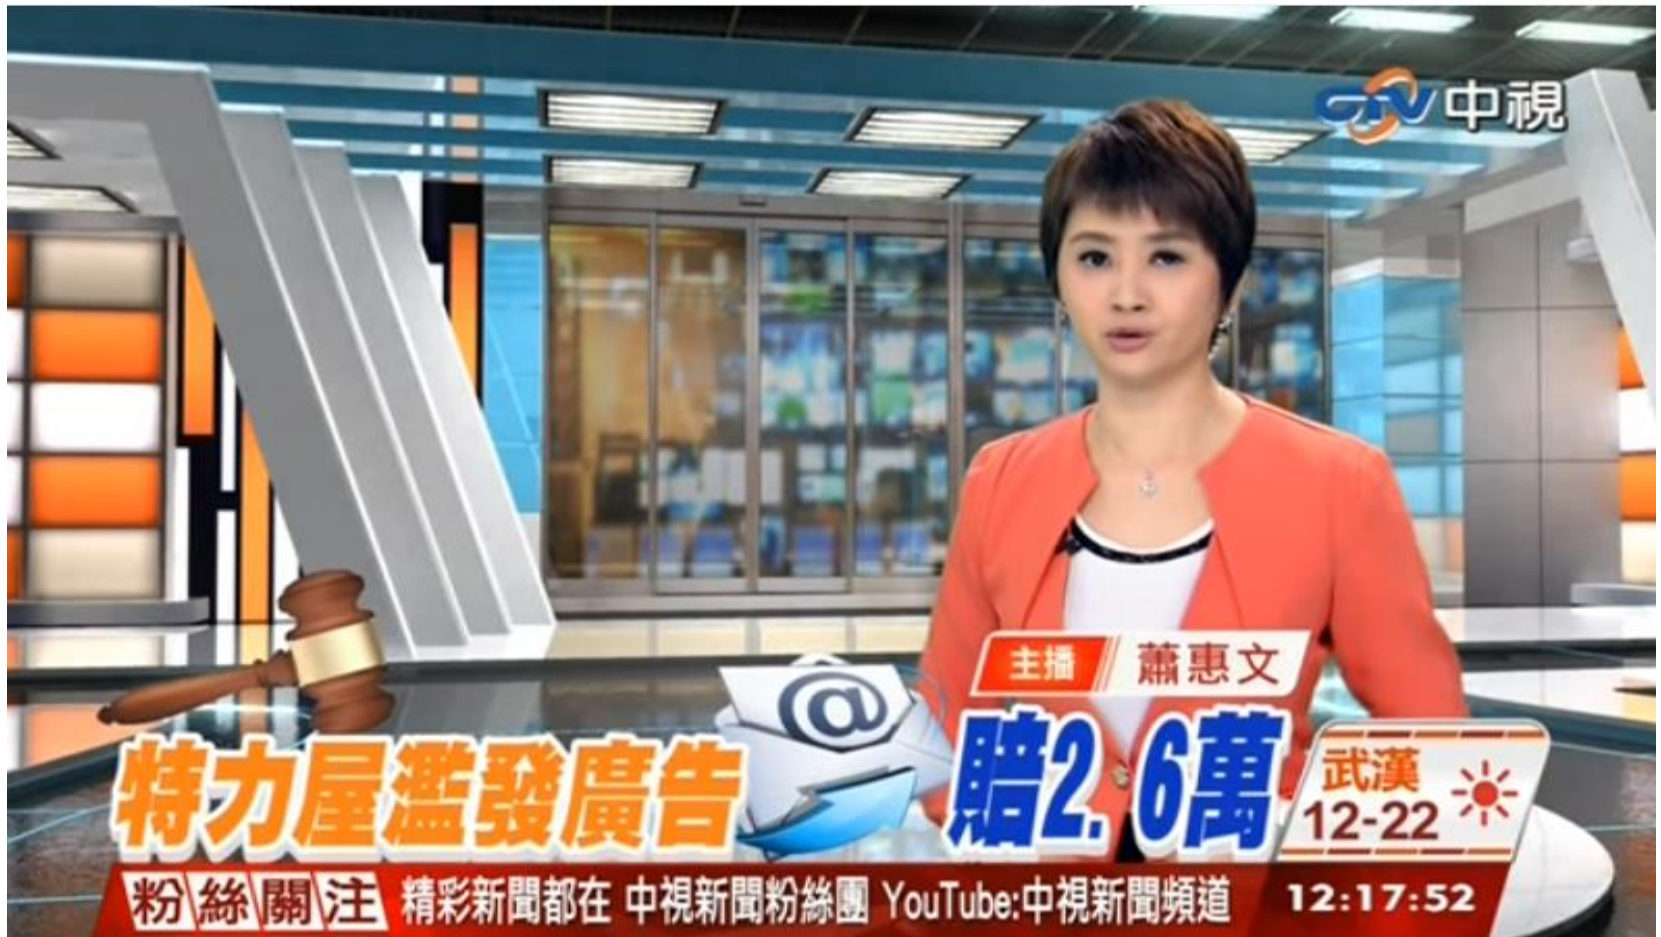 CTV中視
主播 蕭惠文
特力屋濫發廣告 @ 賠2.6萬
武漢
12-22
粉絲關注 精彩新聞都在 中視新聞粉絲團 YouTube:中視新聞頻道 12:17:52